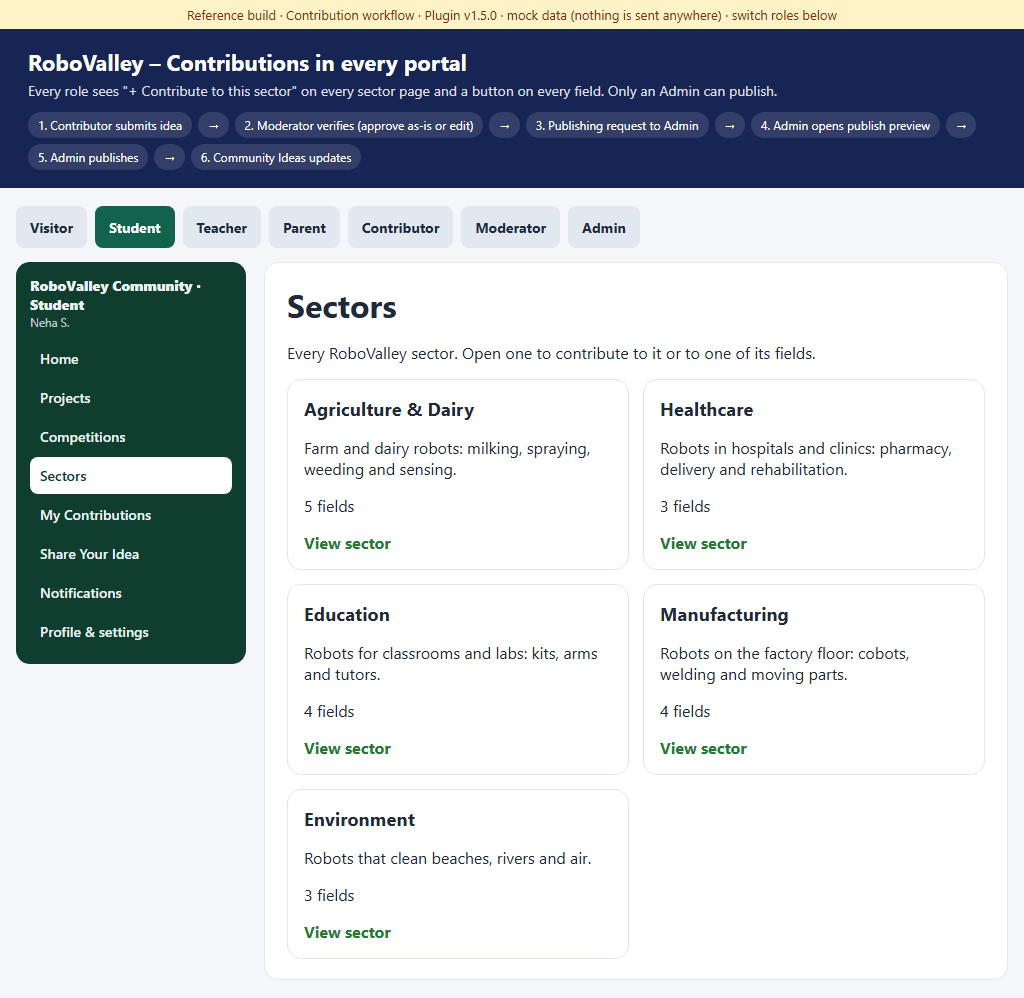 Reference build · Contribution workflow · Plugin v1.5.0 · mock data (nothing is sent anywhere) · switch roles below
RoboValley – Contributions in every portal
Every role sees "+ Contribute to this sector" on every sector page and a button on every field. Only an Admin can publish.
1. Contributor submits idea → 2. Moderator verifies (approve as-is or edit) → 3. Publishing request to Admin → 4. Admin opens publish preview →
5. Admin publishes → 6. Community Ideas updates
Visitor Student Teacher Parent Contributor Moderator Admin
RoboValley Community ·
Student
Neha S.
Home
Projects
Competitions
Sectors
My Contributions
Share Your Idea
Notifications
Profile & settings
Sectors
Every RoboValley sector. Open one to contribute to it or to one of its fields.
Agriculture & Dairy
Farm and dairy robots: milking, spraying,
weeding and sensing.
5 fields
View sector
Healthcare
Robots in hospitals and clinics: pharmacy,
delivery and rehabilitation.
3 fields
View sector
Education
Robots for classrooms and labs: kits, arms
and tutors.
4 fields
View sector
Manufacturing
Robots on the factory floor: cobots,
welding and moving parts.
4 fields
View sector
Environment
Robots that clean beaches, rivers and air.
3 fields
View sector